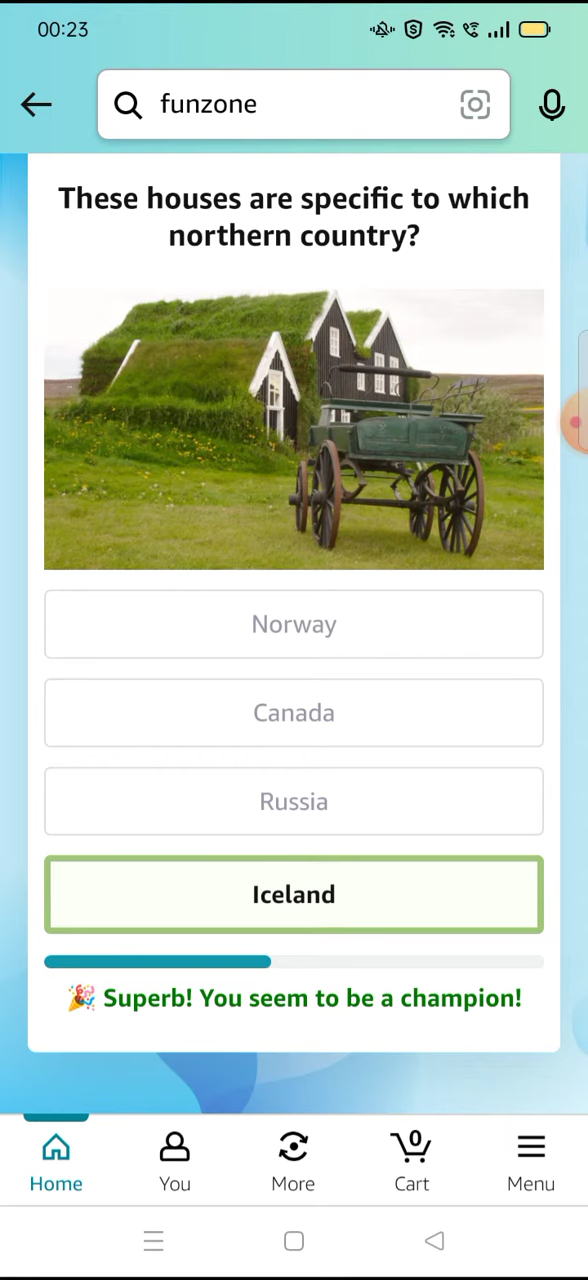 00:23
funzone
These houses are specific to which
northern country?
Norway
Canada
Russia
Iceland
🎉 Superb! You seem to be a champion!
0
Home
You
More
Cart
Menu